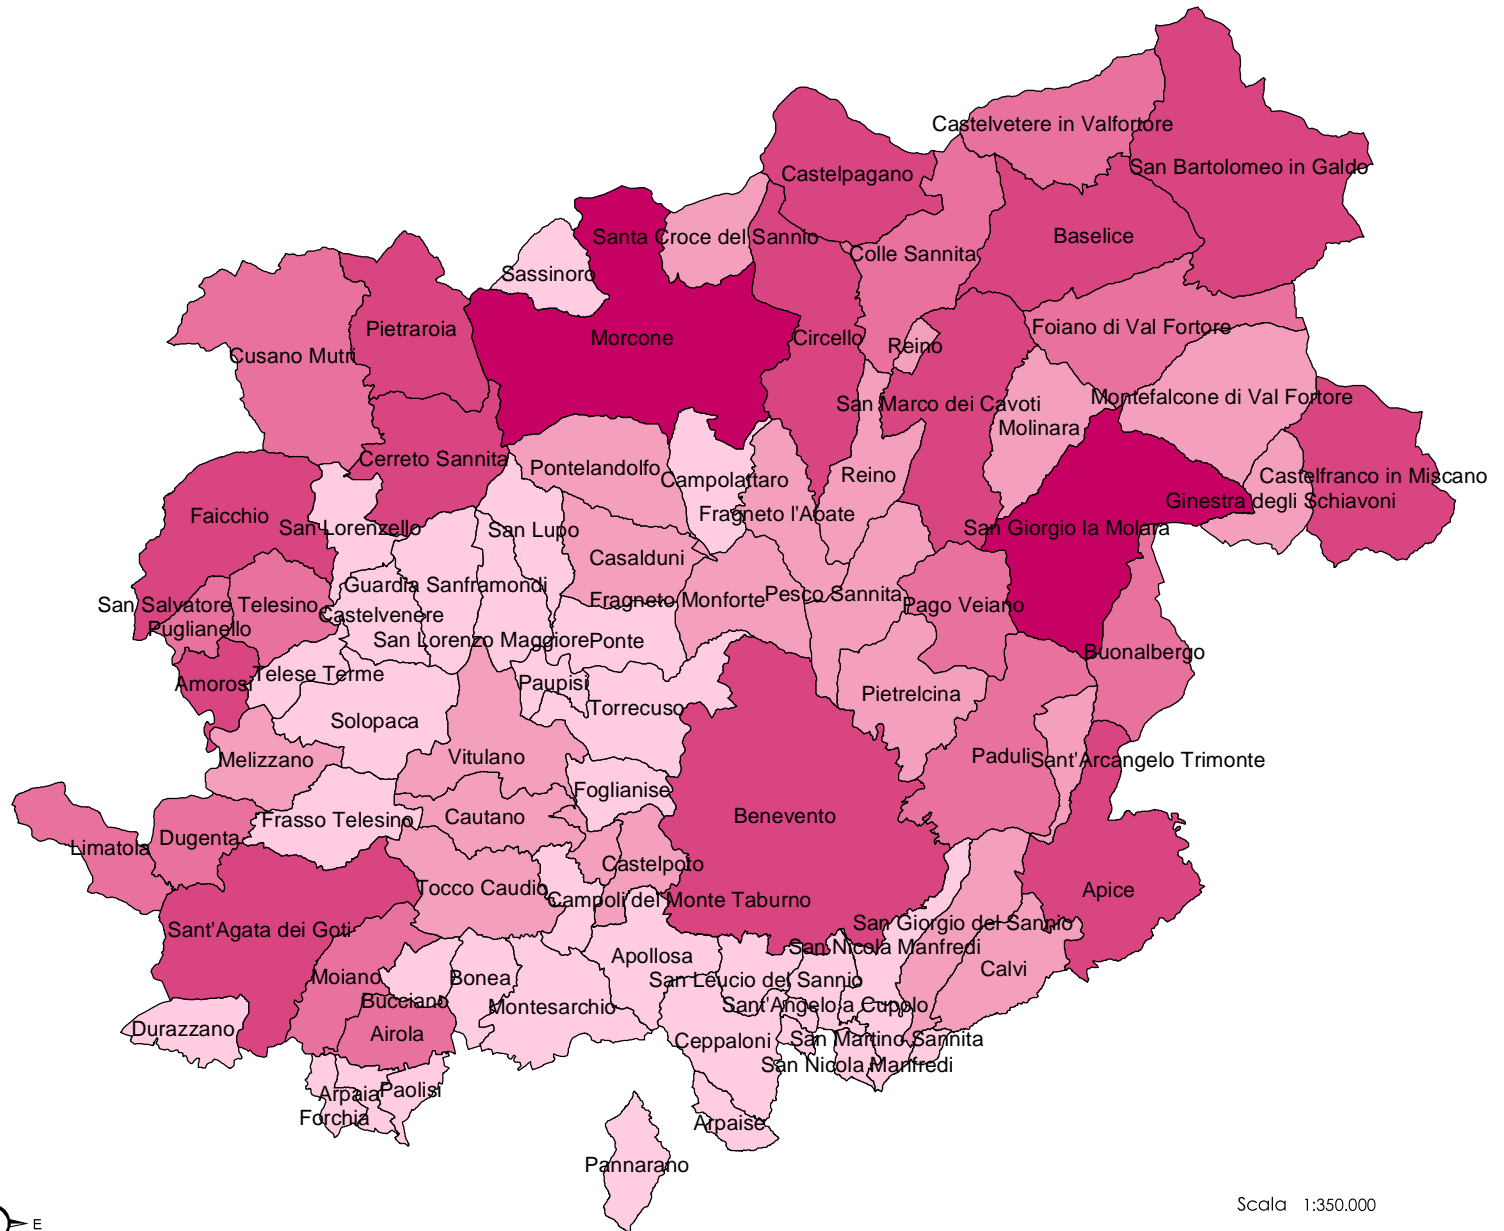 Castelvetere in Valfortore
San Bartolomeo in Galdo
Castelpagano
Santa Croce del Sannio
Baselice
Colle Sannita
Sassinoro
Pietraroia
Morcone
Circello
Reino
Foiano di Val Fortore
Cusano Mutri
San Marco dei Cavoti
Montefalcone di Val Fortore
Molinara
Cerreto Sannita
Pontelandolfo
Campolattaro
Reino
Castelfranco in Miscano
Ginestra degli Schiavoni
Faicchio
San Lorenzello
San Lupo
Fragneto l'Abate
San Giorgio la Molara
Casalduni
Guardia Sanframondi
San Salvatore Telesino
Castelvenere
Fragneto Monforte
Pesco Sannita
Pago Veiano
Puglianello
San Lorenzo Maggiore
Ponte
Buonalbergo
Amorosi
Telese Terme
Paupisi
Pietrelcina
Solopaca
Torrecuso
Melizzano
Vitulano
Paduli
Sant'Arcangelo Trimonte
Foglianise
Frasso Telesino
Cautano
Benevento
Limatola
Dugenta
Castelpoto
Tocco Caudio
Campoli del Monte Taburno
Apice
Sant'Agata dei Goti
San Giorgio del Sannio
San Nicola Manfredi
Moiano
Bonea
Apollosa
San Leucio del Sannio
Calvi
Bucciano
Montesarchio
Sant'Angelo a Cupolo
Durazzano
Airola
Ceppaloni
San Martino Sannita
San Nicola Manfredi
Arpaia
Paolisi
Forchia
Arpaise
Pannarano
Scala 1:350.000
E